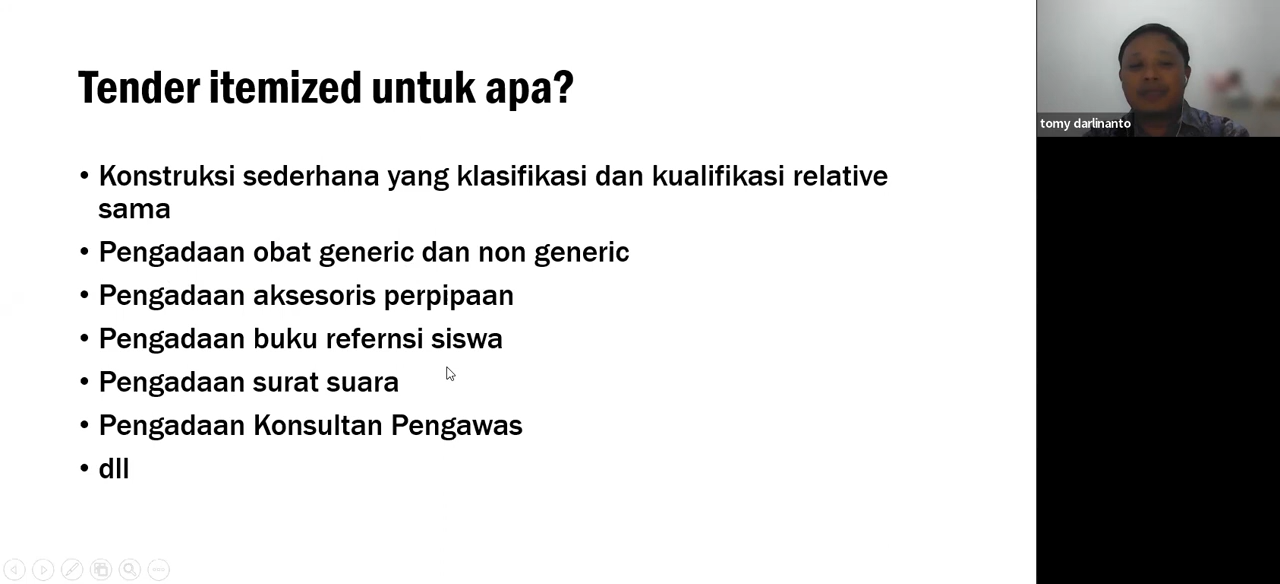 Tender itemized untuk apa?
• Konstruksi sederhana yang klasifikasi dan kualifikasi relative
sama
• Pengadaan obat generic dan non generic
• Pengadaan aksesoris perpipaan
• Pengadaan buku refernsi siswa
• Pengadaan surat suara
• Pengadaan Konsultan Pengawas
• dll
tomy darlinanto